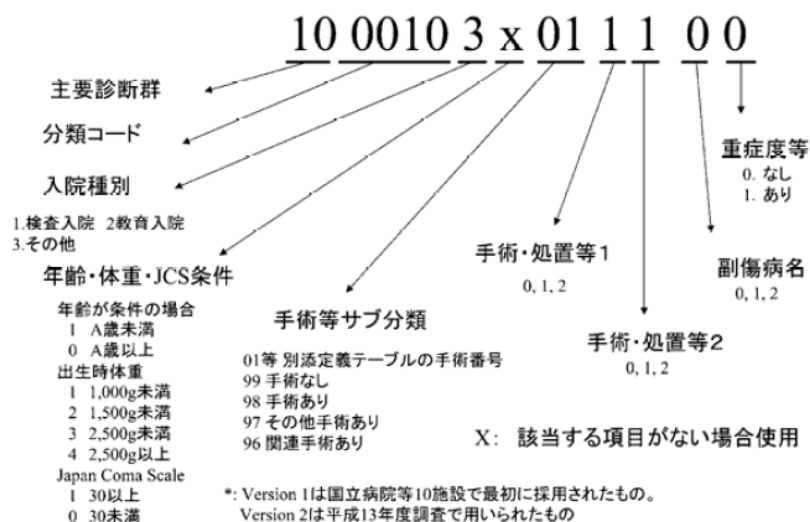 10 0010 3 x 01 1 1 0 0
主要診断群
分類コード
入院種別
1.検査入院 2教育入院
3.その他
年齢・体重・JCS条件
年齢が条件の場合
1 A歳未満
0 A歳以上
出生時体重
1 1,000g未満
2 1,500g未満
3 2,500g未満
4 2,500g以上
Japan Coma Scale
1 30以上
0 30未満
手術等サブ分類
01等 別添定義テーブルの手術番号
99 手術なし
98 手術あり
97 その他手術あり
96 関連手術あり
手術・処置等1
0, 1, 2
手術・処置等2
0, 1, 2
副傷病名
0, 1, 2
重症度等
0. なし
1. あり
X: 該当する項目がない場合使用
*: Version 1は国立病院等10施設で最初に採用されたもの。
Version 2は平成13年度調査で用いられたもの